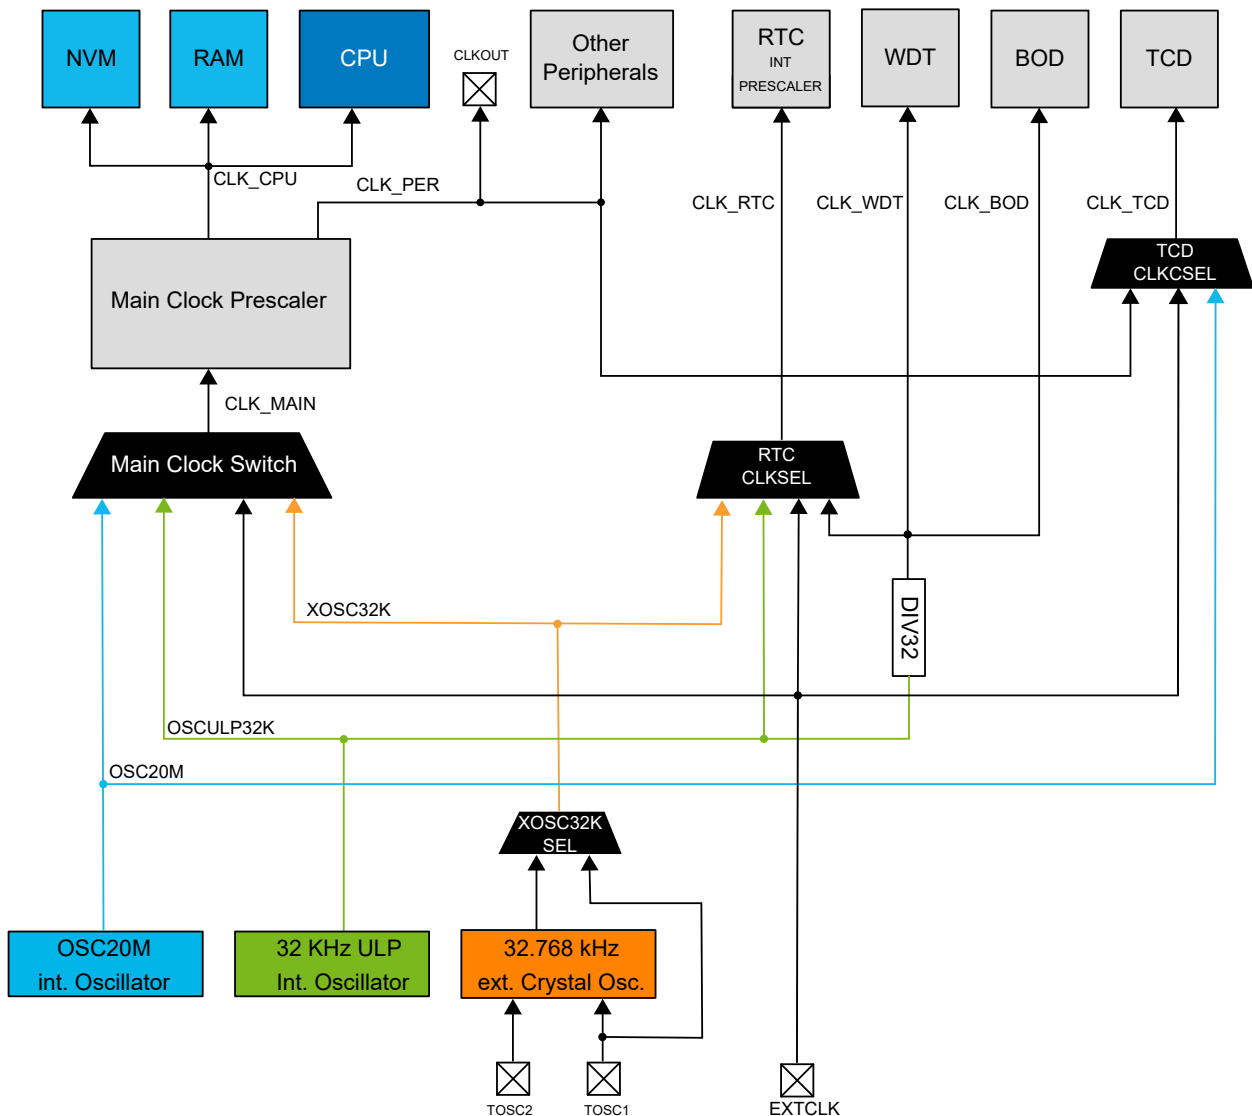 NVM
RAM
CPU
CLKOUT
Other
Peripherals
RTC
INT
PRESCALER
WDT
BOD
TCD
CLK_CPU
CLK_PER
CLK_RTC
CLK_WDT
CLK_BOD
CLK_TCD
TCD
CLKCSEL
Main Clock Prescaler
CLK_MAIN
Main Clock Switch
RTC
CLKSEL
XOSC32K
DIV32
OSCULP32K
OSC20M
XOSC32K
SEL
OSC20M
int. Oscillator
32 KHz ULP
Int. Oscillator
32.768 kHz
ext. Crystal Osc.
TOSC2
TOSC1
EXTCLK